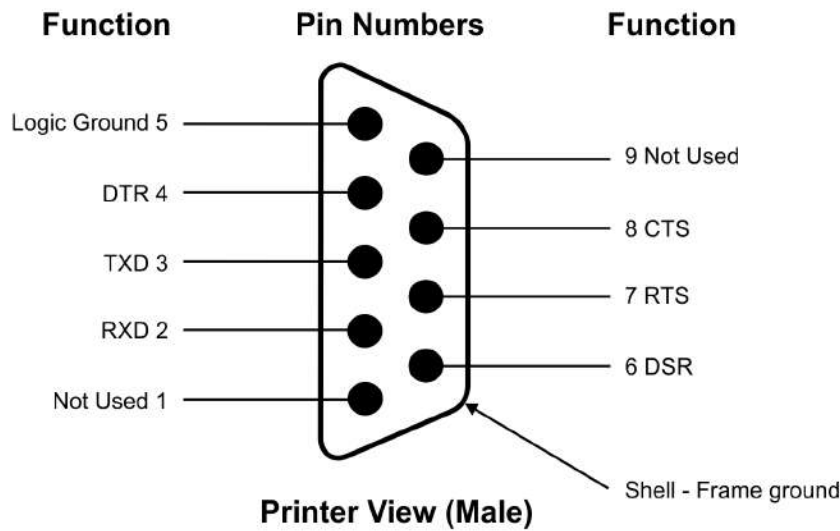 Function Pin Numbers Function
Logic Ground 5
9 Not Used
DTR 4
8 CTS
TXD 3
7 RTS
RXD 2
6 DSR
Not Used 1
Shell - Frame ground
Printer View (Male)